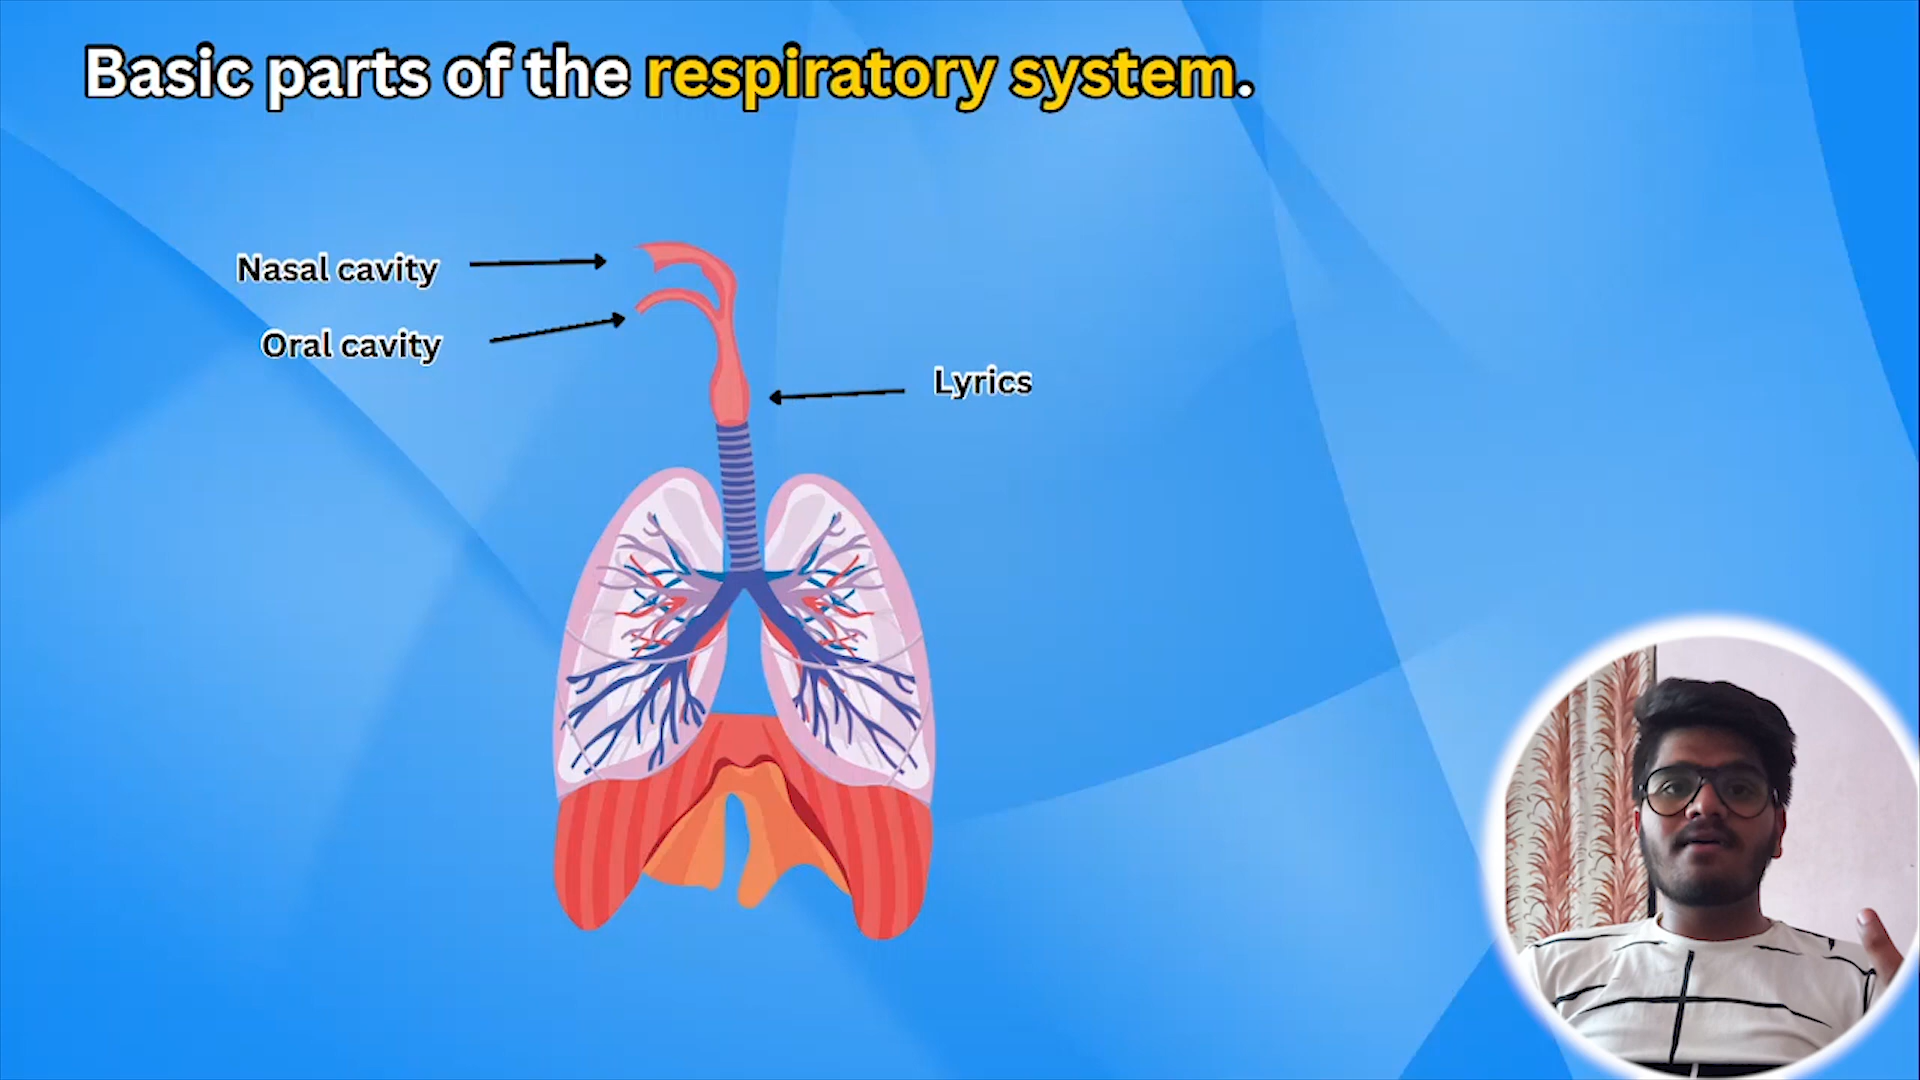 Basic parts of the respiratory system.
Nasal cavity
Oral cavity
Lyrics